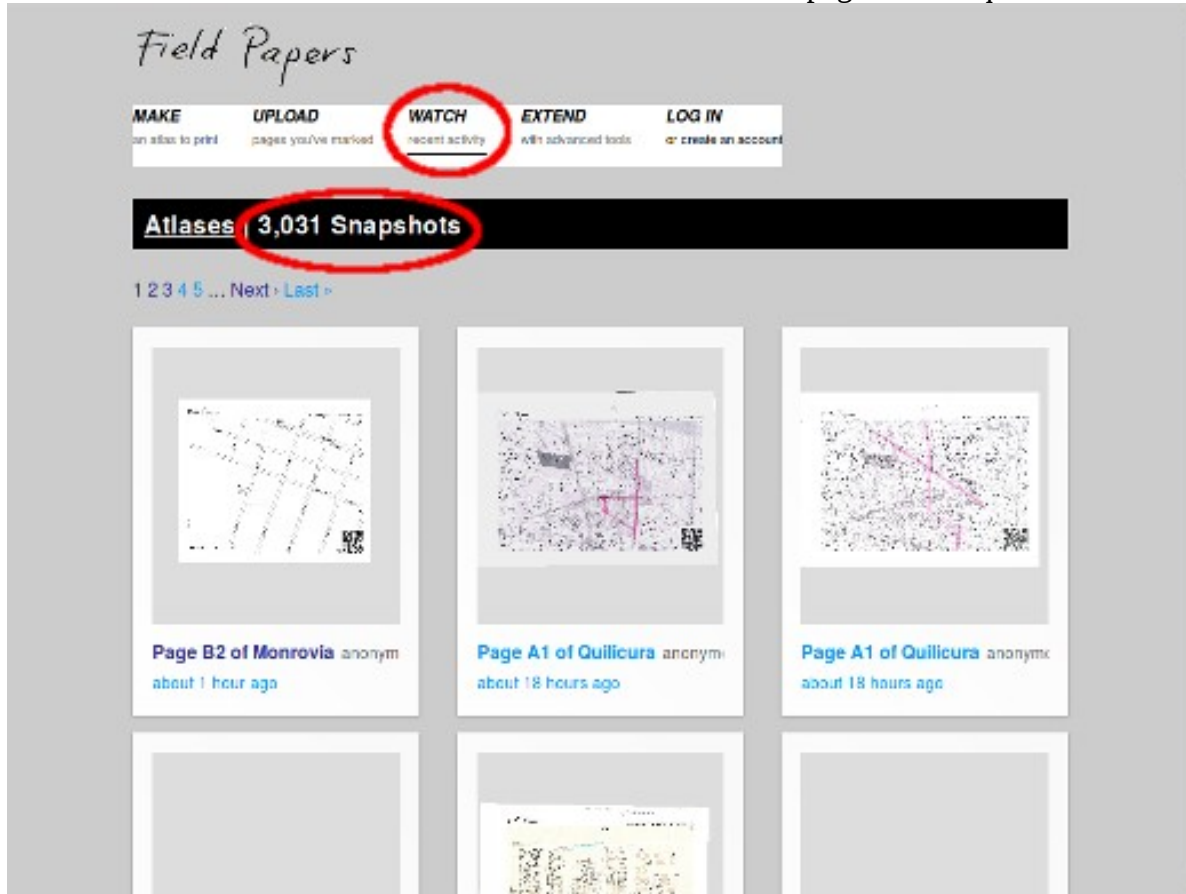 Field Papers
MAKE UPLOAD WATCH EXTEND LOG IN
an atlas to print pages you've marked recent activity with advanced tools or create an account
Atlases | 3,031 Snapshots
1 2 3 4 5 ... Next › Last »
Page B2 of Monrovia anonym
about 1 hour ago
Page A1 of Quilicura anonym
about 18 hours ago
Page A1 of Quilicura anonymo
about 18 hours ago